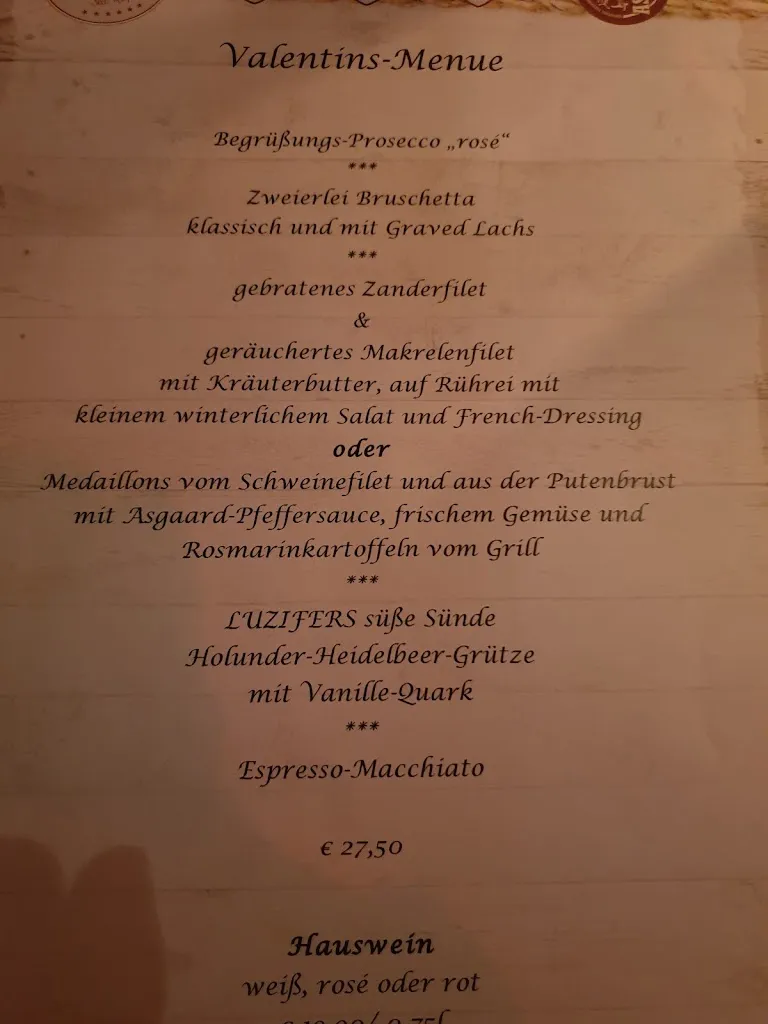 Valentins-Menue
Begrüßungs-Prosecco „rosé“
***
Zweierlei Bruschetta
klassisch und mit Graved Lachs
***
gebratenes Zanderfilet
&
geräuchertes Makrelenfilet
mit Kräuterbutter, auf Rührei mit
kleinem winterlichem Salat und French-Dressing
oder
Medaillons vom Schweinefilet und aus der Putenbrust
mit Asgaard-Pfeffersauce, frischem Gemüse und
Rosmarinkartoffeln vom Grill
***
LUZIFERS süße Sünde
Holunder-Heidelbeer-Grütze
mit Vanille-Quark
***
Espresso-Macchiato
€ 27,50
Hauswein
weiß, rosé oder rot